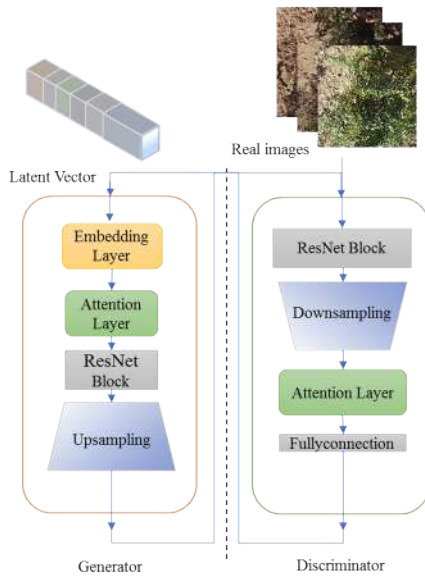 Real images
Latent Vector
Embedding
Layer
Attention
Layer
ResNet
Block
Upsampling
Generator
ResNet Block
Downsampling
Attention Layer
Fullyconnection
Discriminator